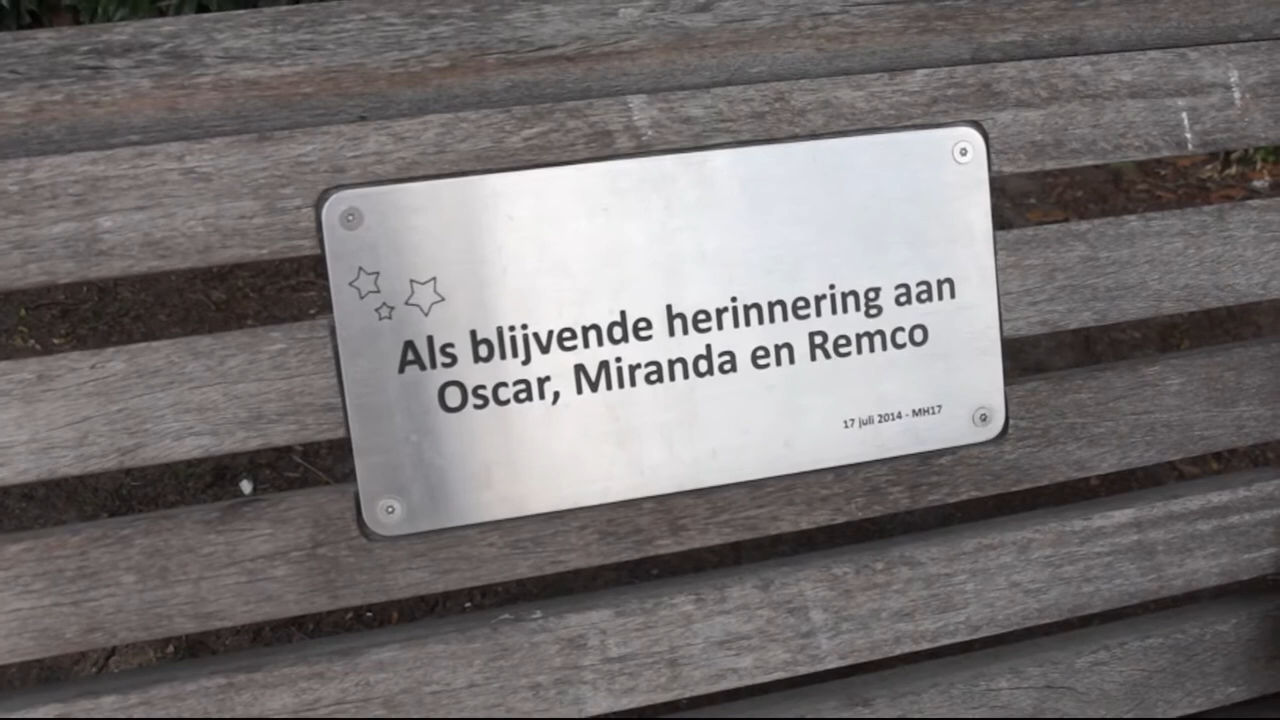 Als blijvende herinnering aan
Oscar, Miranda en Remco
17 juli 2014 - MH17